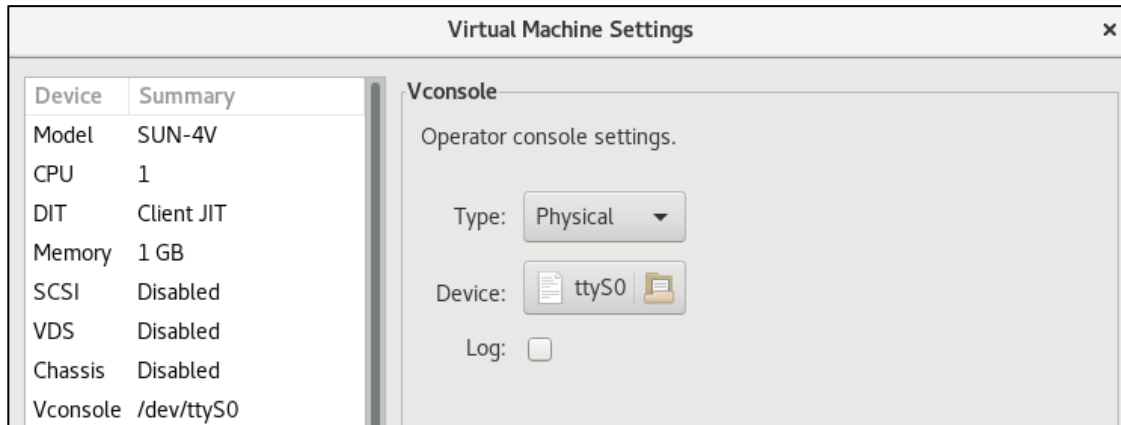 Virtual Machine Settings ×
Device Summary
Model SUN-4V
CPU 1
DIT Client JIT
Memory 1 GB
SCSI Disabled
VDS Disabled
Chassis Disabled
Vconsole /dev/ttyS0
Vconsole
Operator console settings.
Type: Physical
Device: ttyS0
Log: